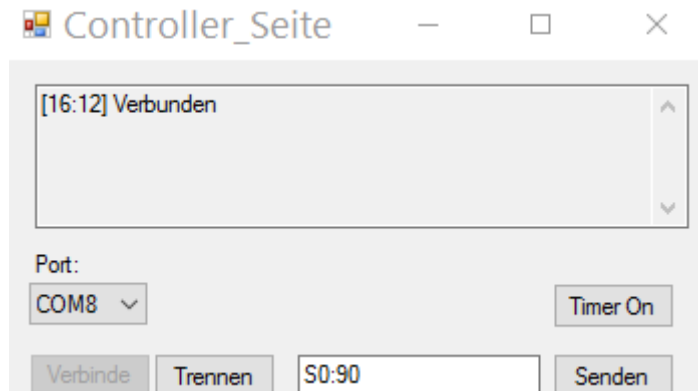 Controller_Seite
[16:12] Verbunden
Port:
COM8
Timer On
Verbinde Trennen S0:90 Senden